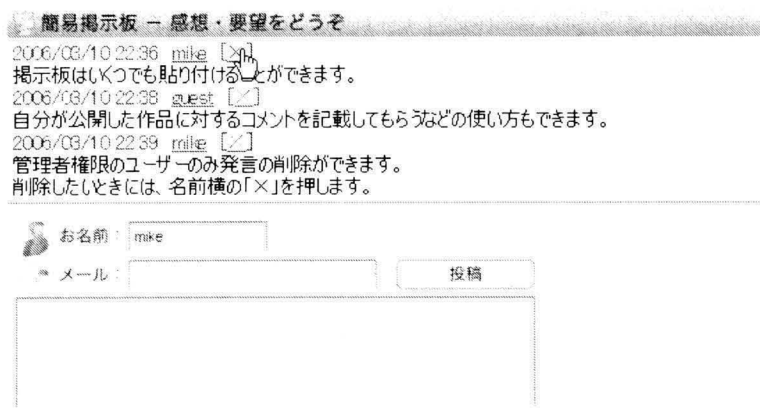 簡易掲示板 － 感想・要望をどうぞ
2006/03/10 22:36 mike [×]
掲示板はいくつでも貼り付けることができます。
2006/03/10 22:38 guest [×]
自分が公開した作品に対するコメントを記載してもらうなどの使い方もできます。
2006/03/10 22:39 mike [×]
管理者権限のユーザーのみ発言の削除ができます。
削除したいときには、名前横の「×」を押します。
お名前： mike
メール：
投稿